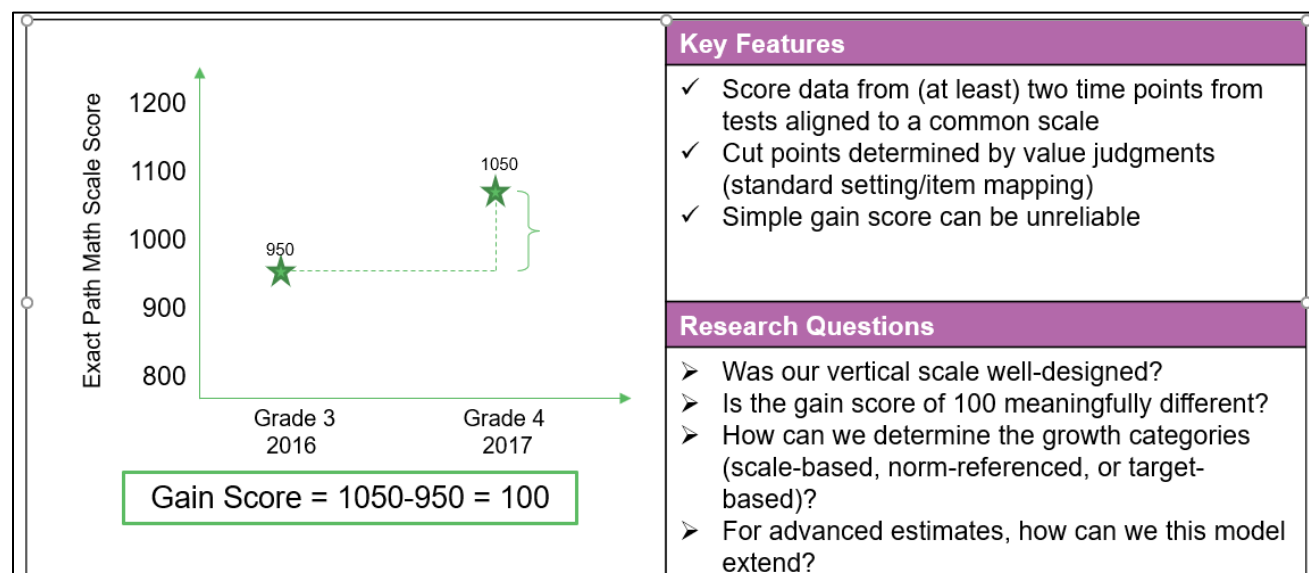 Exact Path Math Scale Score
1200
1100
1000
900
800
950
1050
Grade 3
2016
Grade 4
2017
Gain Score = 1050-950 = 100
Key Features
✓ Score data from (at least) two time points from
tests aligned to a common scale
✓ Cut points determined by value judgments
(standard setting/item mapping)
✓ Simple gain score can be unreliable
Research Questions
➢ Was our vertical scale well-designed?
➢ Is the gain score of 100 meaningfully different?
➢ How can we determine the growth categories
(scale-based, norm-referenced, or target-
based)?
➢ For advanced estimates, how can we this model
extend?